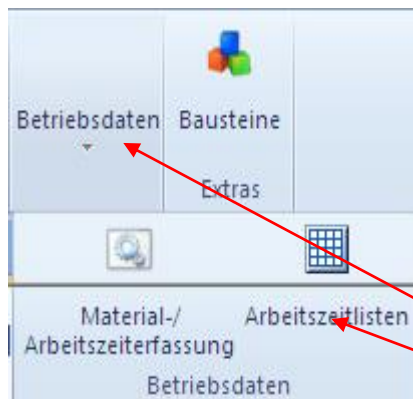 Betriebsdaten Bausteine
Extras
Material-/ Arbeitszeitlisten
Arbeitszeiterfassung
Betriebsdaten